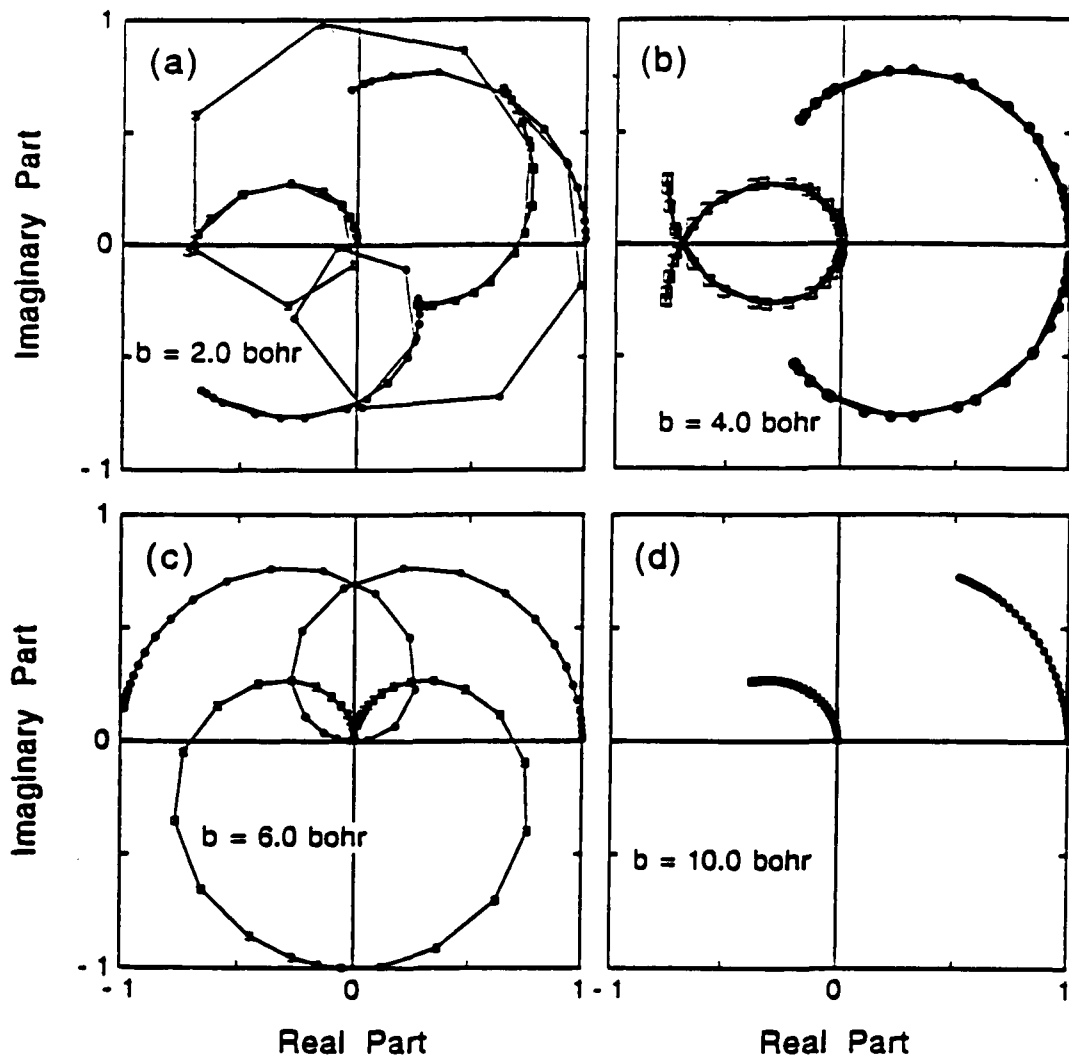 1
(a)
(b)
Imaginary Part
0
b = 2.0 bohr
b = 4.0 bohr
-1
1
(c)
(d)
Imaginary Part
0
b = 6.0 bohr
b = 10.0 bohr
-1
-1 0 1 -1 0 1
Real Part
Real Part